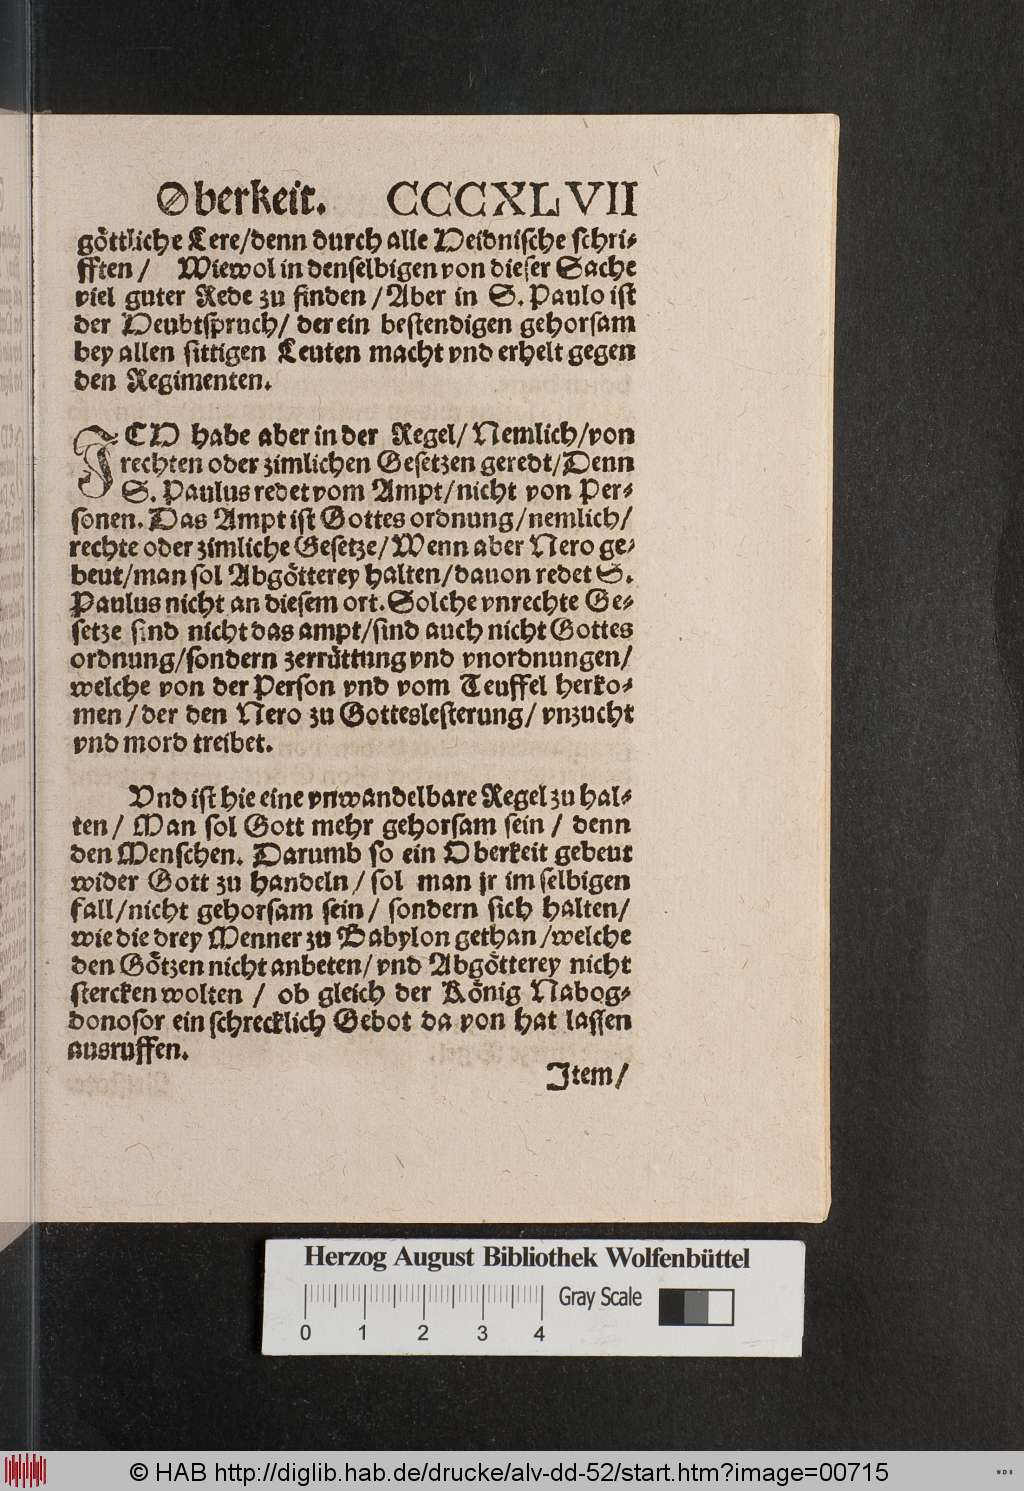 Oberkeit. CCCXLVII
göttliche Lere/denn durch alle Heidnische schri⸗
fften / Wiewol in denselbigen von dieser Sache
viel guter Rede zu finden / Aber in S. Paulo ist
der Heubtspruch/ der ein bestendigen gehorsam
bey allen sittigen Leuten macht vnd erhelt gegen
den Regimenten.
ICH habe aber in der Regel/ Nemlich/von
rechten oder zimlichen Gesetzen geredt/Denn
S. Paulus redet vom Ampt/nicht von Per⸗
sonen. Das Ampt ist Gottes ordnung/nemlich/
rechte oder zimliche Gesetze/Wenn aber Nero ge⸗
beut/man sol Abgötterey halten/dauon redet S.
Paulus nicht an diesem ort. Solche vnrechte Ge⸗
setze sind nicht das ampt/sind auch nicht Gottes
ordnung/sondern zerrüttung vnd vnordnungen/
welche von der Person vnd vom Teuffel herko⸗
men / der den Nero zu Gotteslesterung/ vnzucht
vnd mord treibet.
Vnd ist hie eine vnwandelbare Regel zu hal⸗
ten / Man sol Gott mehr gehorsam sein / denn
den Menschen. Darumb so ein Oberkeit gebeut
wider Gott zu handeln / sol man jr im selbigen
fall/nicht gehorsam sein / sondern sich halten/
wie die drey Menner zu Babylon gethan /welche
den Götzen nicht anbeten/ vnd Abgötterey nicht
stercken wolten / ob gleich der König Nabog⸗
donosor ein schrecklich Gebot da von hat lassen
ausruffen.
Item/
Herzog August Bibliothek Wolfenbüttel
0 1 2 3 4 Gray Scale
© HAB http://diglib.hab.de/drucke/alv-dd-52/start.htm?image=00715
WDB